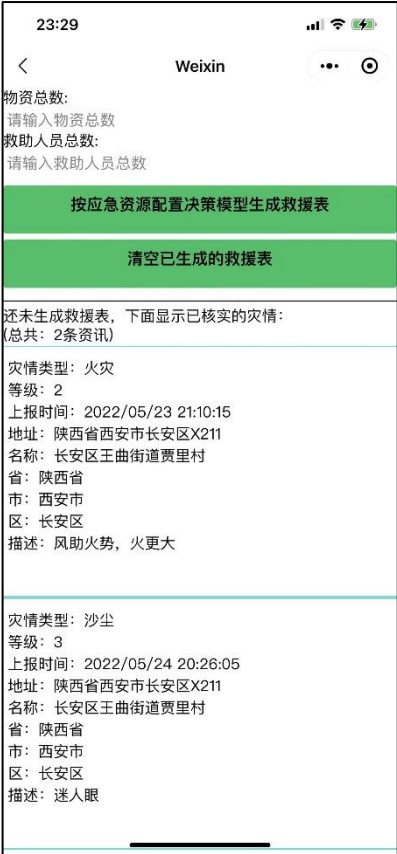 23:29
Weixin
物资总数:
请输入物资总数
救助人员总数:
请输入救助人员总数
按应急资源配置决策模型生成救援表
清空已生成的救援表
还未生成救援表，下面显示已核实的灾情：
(总共：2条资讯)
灾情类型：火灾
等级：2
上报时间：2022/05/23 21:10:15
地址：陕西省西安市长安区X211
名称：长安区王曲街道贾里村
省：陕西省
市：西安市
区：长安区
描述：风助火势，火更大
灾情类型：沙尘
等级：3
上报时间：2022/05/24 20:26:05
地址：陕西省西安市长安区X211
名称：长安区王曲街道贾里村
省：陕西省
市：西安市
区：长安区
描述：迷人眼